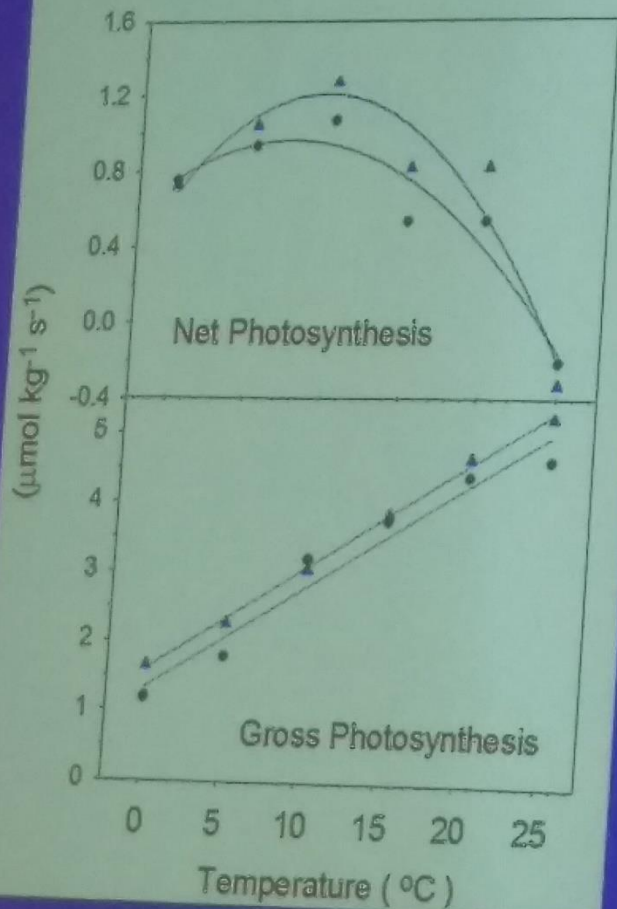 1.6
1.2
0.8
0.4
0.0
-0.4
Net Photosynthesis
(µmol kg⁻¹ s⁻¹)
5
4
3
2
1
0
Gross Photosynthesis
0 5 10 15 20 25
Temperature ( ºC )